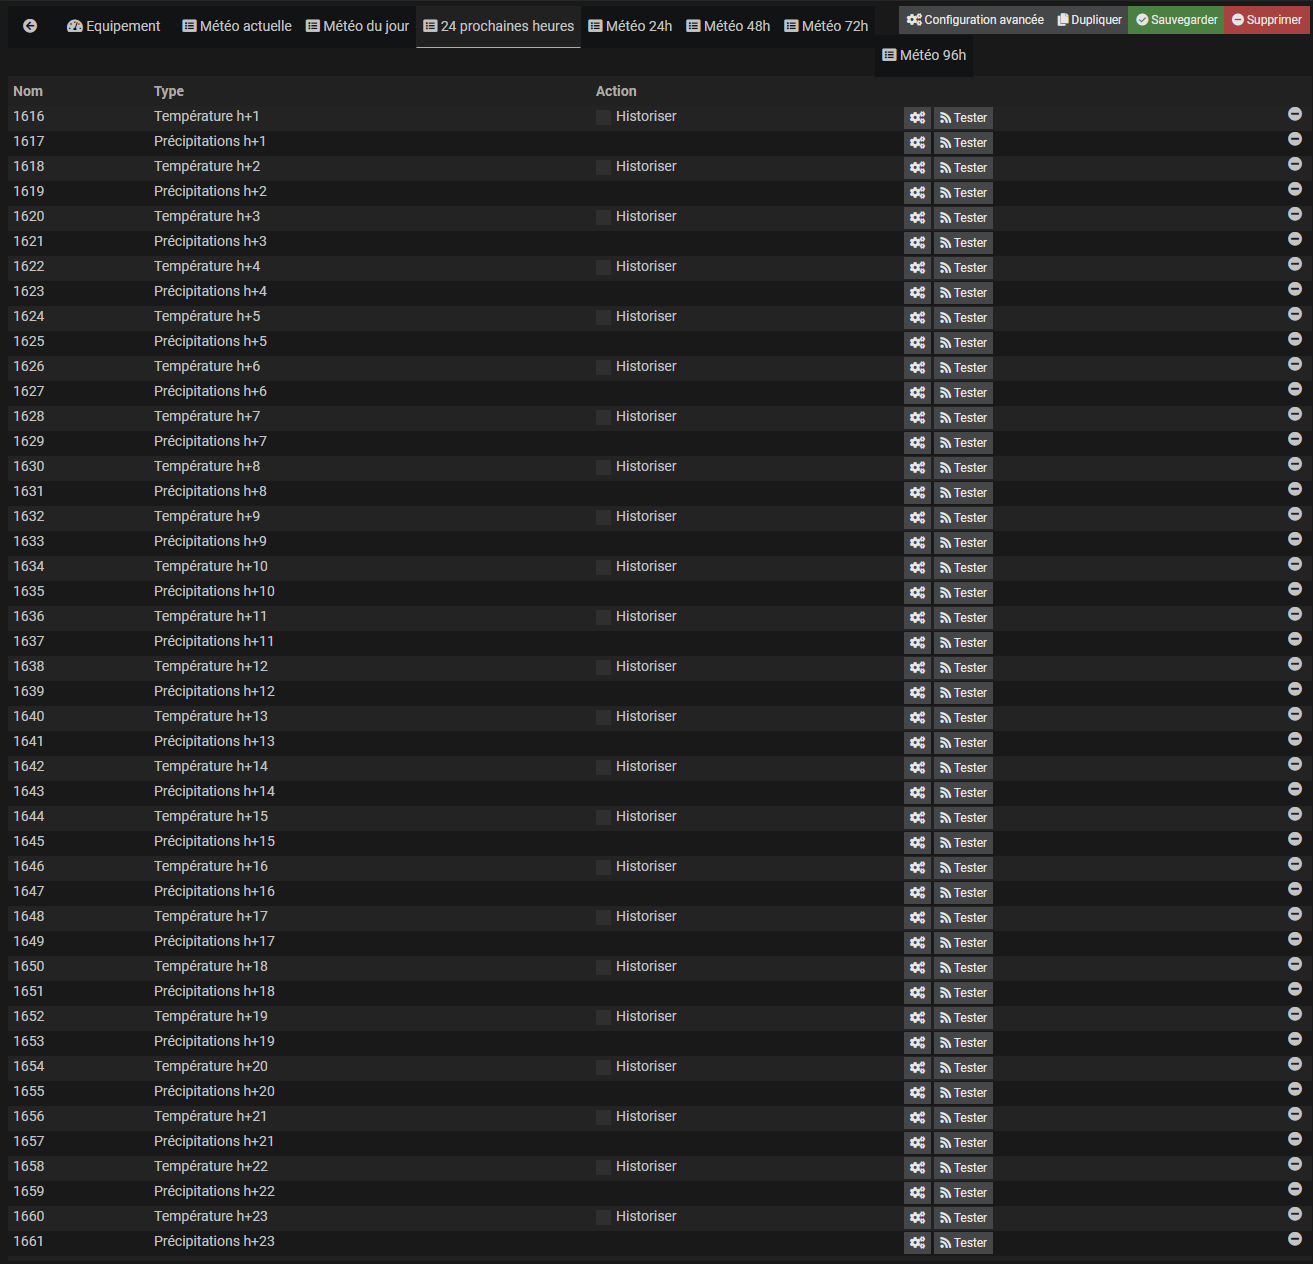 Equipement Météo actuelle Météo du jour 24 prochaines heures Météo 24h Météo 48h Météo 72h Configuration avancée Dupliquer Sauvegarder Supprimer
Météo 96h
Nom Type Action
1616 Température h+1 Historiser Tester
1617 Précipitations h+1 Tester
1618 Température h+2 Historiser Tester
1619 Précipitations h+2 Tester
1620 Température h+3 Historiser Tester
1621 Précipitations h+3 Tester
1622 Température h+4 Historiser Tester
1623 Précipitations h+4 Tester
1624 Température h+5 Historiser Tester
1625 Précipitations h+5 Tester
1626 Température h+6 Historiser Tester
1627 Précipitations h+6 Tester
1628 Température h+7 Historiser Tester
1629 Précipitations h+7 Tester
1630 Température h+8 Historiser Tester
1631 Précipitations h+8 Tester
1632 Température h+9 Historiser Tester
1633 Précipitations h+9 Tester
1634 Température h+10 Historiser Tester
1635 Précipitations h+10 Tester
1636 Température h+11 Historiser Tester
1637 Précipitations h+11 Tester
1638 Température h+12 Historiser Tester
1639 Précipitations h+12 Tester
1640 Température h+13 Historiser Tester
1641 Précipitations h+13 Tester
1642 Température h+14 Historiser Tester
1643 Précipitations h+14 Tester
1644 Température h+15 Historiser Tester
1645 Précipitations h+15 Tester
1646 Température h+16 Historiser Tester
1647 Précipitations h+16 Tester
1648 Température h+17 Historiser Tester
1649 Précipitations h+17 Tester
1650 Température h+18 Historiser Tester
1651 Précipitations h+18 Tester
1652 Température h+19 Historiser Tester
1653 Précipitations h+19 Tester
1654 Température h+20 Historiser Tester
1655 Précipitations h+20 Tester
1656 Température h+21 Historiser Tester
1657 Précipitations h+21 Tester
1658 Température h+22 Historiser Tester
1659 Précipitations h+22 Tester
1660 Température h+23 Historiser Tester
1661 Précipitations h+23 Tester